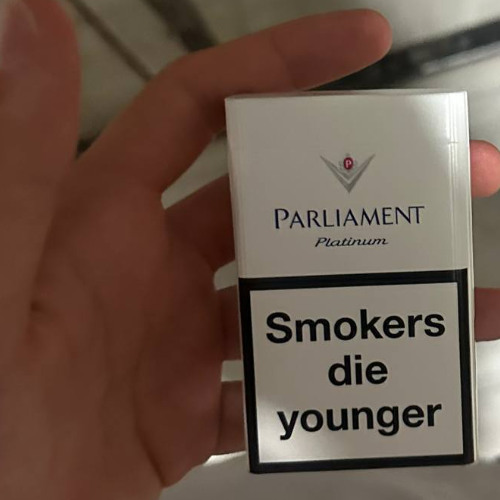 P
PARLIAMENT
Platinum
Smokers
die
younger